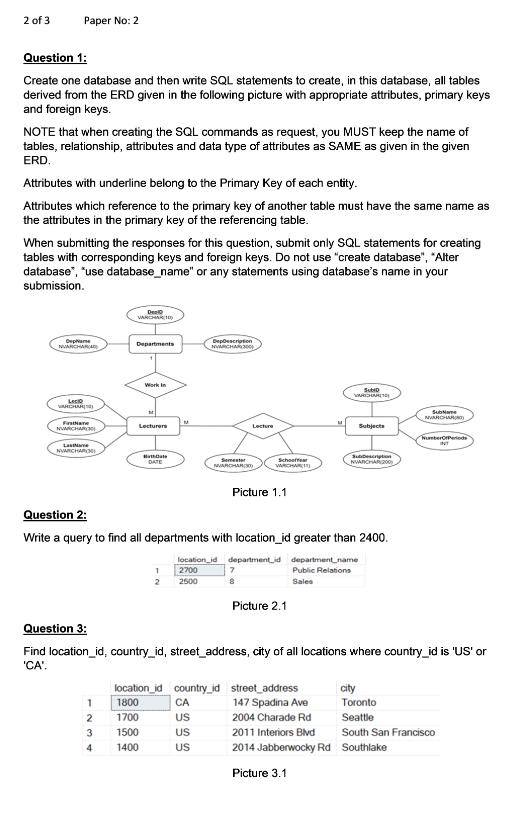 2 of 3 Paper No: 2
Question 1:
Create one database and then write SQL statements to create, in this database, all tables
derived from the ERD given in the following picture with appropriate attributes, primary keys
and foreign keys.
NOTE that when creating the SQL commands as request, you MUST keep the name of
tables, relationship, attributes and data type of attributes as SAME as given in the given
ERD.
Attributes with underline belong to the Primary Key of each entity.
Attributes which reference to the primary key of another table must have the same name as
the attributes in the primary key of the referencing table.
When submitting the responses for this question, submit only SQL statements for creating
tables with corresponding keys and foreign keys. Do not use "create database", "Alter
database", "use database_name" or any statements using database's name in your
submission.
DepID
VARCHAR(10)
DepName
NVARCHAR(40)
Departments
DepDescription
NVARCHAR(300)
1
Work In
M
LecID
VARCHAR(10)
FirstName
NVARCHAR(30)
LastName
NVARCHAR(30)
Lecturers
BirthDate
DATE
M
Lecture
M
Semester
NVARCHAR(30)
SchoolYear
VARCHAR(11)
SubID
VARCHAR(10)
Subjects
SubName
NVARCHAR(80)
NumberOfPeriods
INT
SubDescription
NVARCHAR(200)
Picture 1.1
Question 2:
Write a query to find all departments with location_id greater than 2400.
location_id department_id department_name
1 2700 7 Public Relations
2 2500 8 Sales
Picture 2.1
Question 3:
Find location_id, country_id, street_address, city of all locations where country_id is 'US' or
'CA'.
location_id country_id street_address city
1 1800 CA 147 Spadina Ave Toronto
2 1700 US 2004 Charade Rd Seattle
3 1500 US 2011 Interiors Blvd South San Francisco
4 1400 US 2014 Jabberwocky Rd Southlake
Picture 3.1